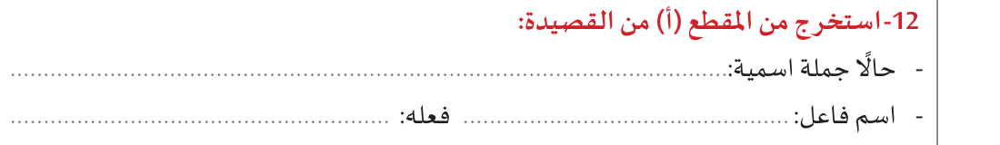 12-استخرج من المقطع (أ) من القصيدة:
- حالًا جملة اسمية:........................................................................
- اسم فاعل:........................................ فعله: ........................................